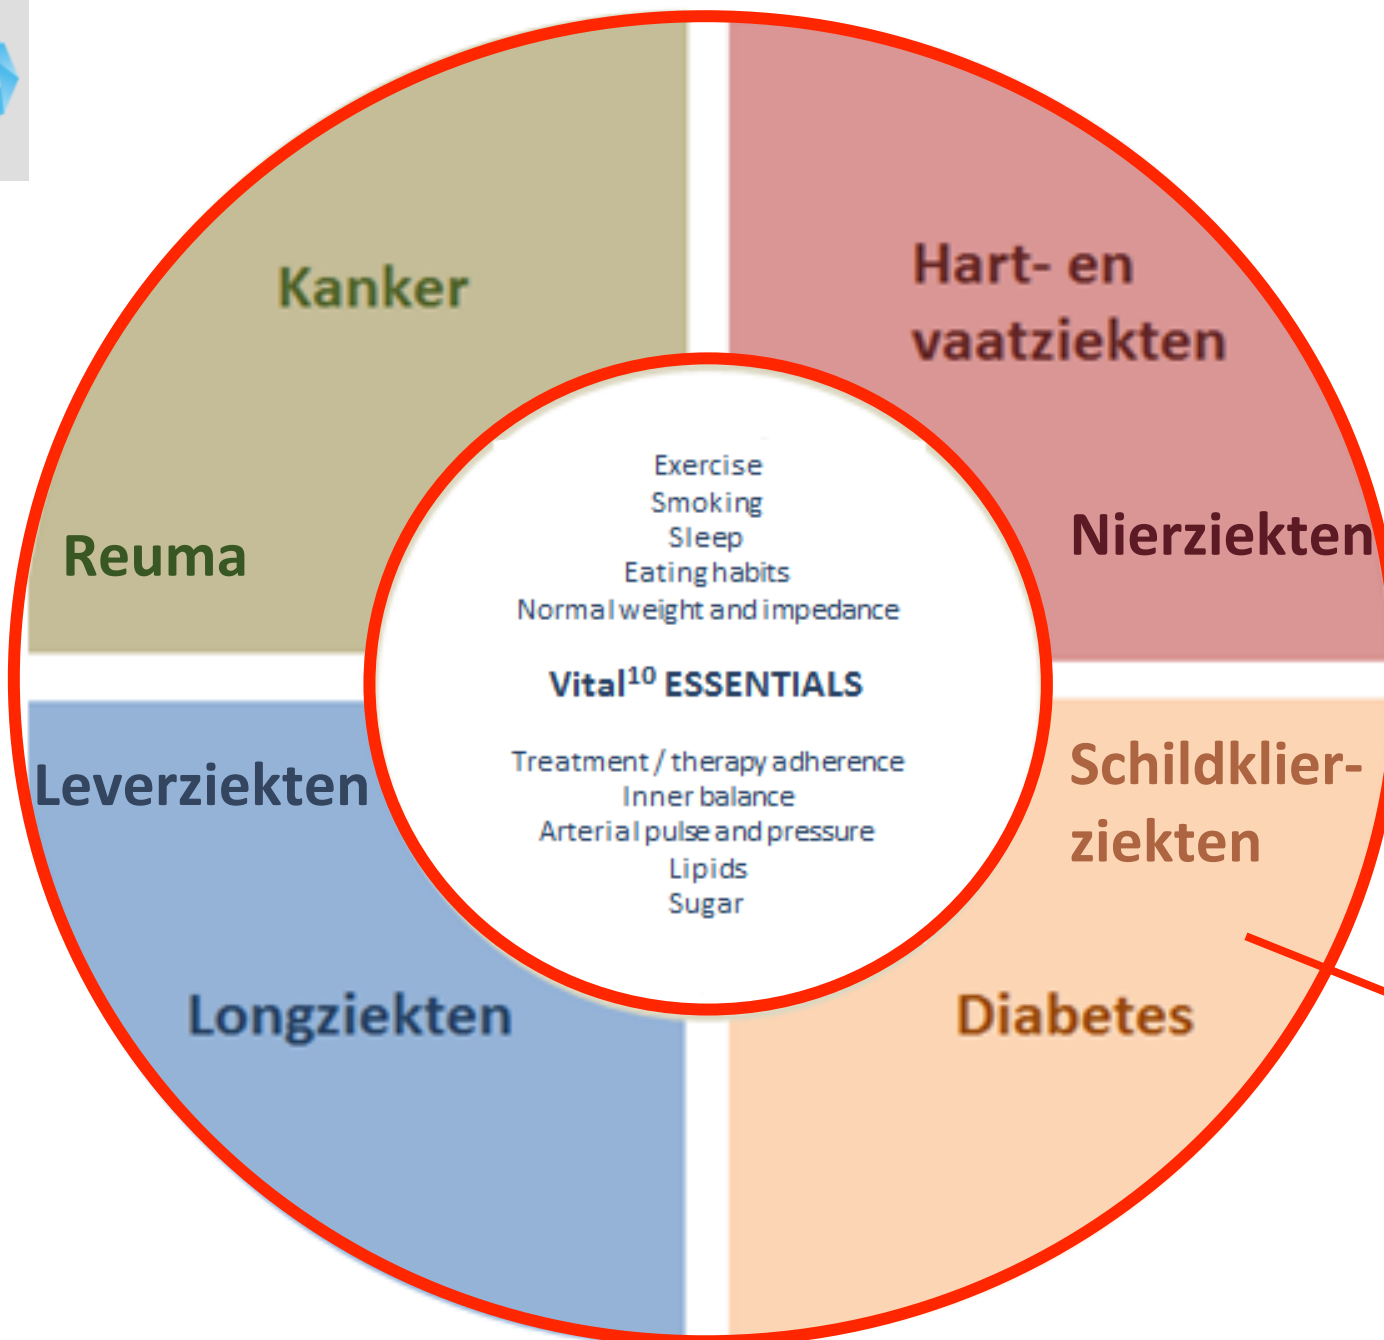 Kanker
Reuma
Hart- en
vaatziekten
Nierziekten
Exercise
Smoking
Sleep
Eating habits
Normal weight and impedance
Vital¹⁰ ESSENTIALS
Treatment / therapy adherence
Inner balance
Arterial pulse and pressure
Lipids
Sugar
Leverziekten
Longziekten
Schildklier-
ziekten
Diabetes